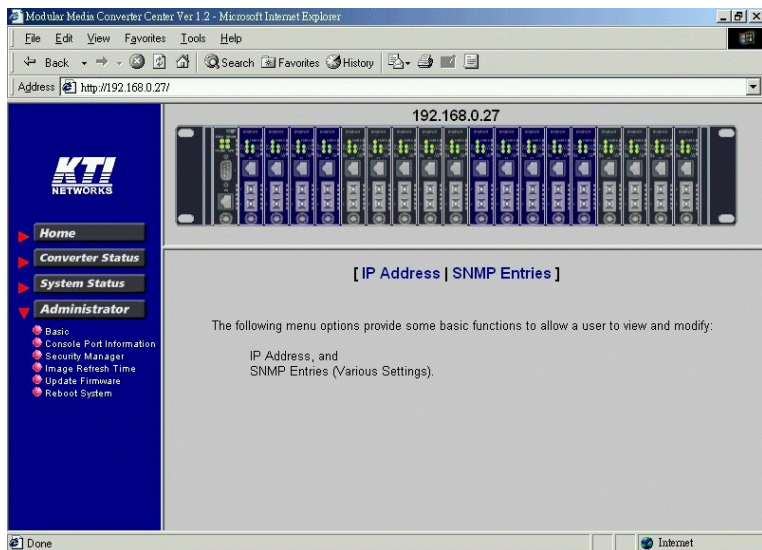 Modular Media Converter Center Ver 1.2 - Microsoft Internet Explorer
File Edit View Favorites Tools Help
Back Search Favorites History
Address http://192.168.0.27/
192.168.0.27
KTI
NETWORKS
Home
Converter Status
System Status
Administrator
Basic
Console Port Information
Security Manager
Image Refresh Time
Update Firmware
Reboot System
[ IP Address | SNMP Entries ]
The following menu options provide some basic functions to allow a user to view and modify:
IP Address, and
SNMP Entries (Various Settings).
Done Internet